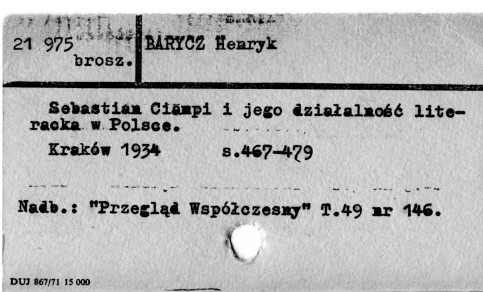 21 975 BARYCZ Henryk
brosz.
Sebastian Ciampi i jego działalność lite-
racka w Polsce.
Kraków 1934 s.467-479
Nadb.: "Przegląd Współczesny" T.49 nr 146.
DUJ 867/71 15 000